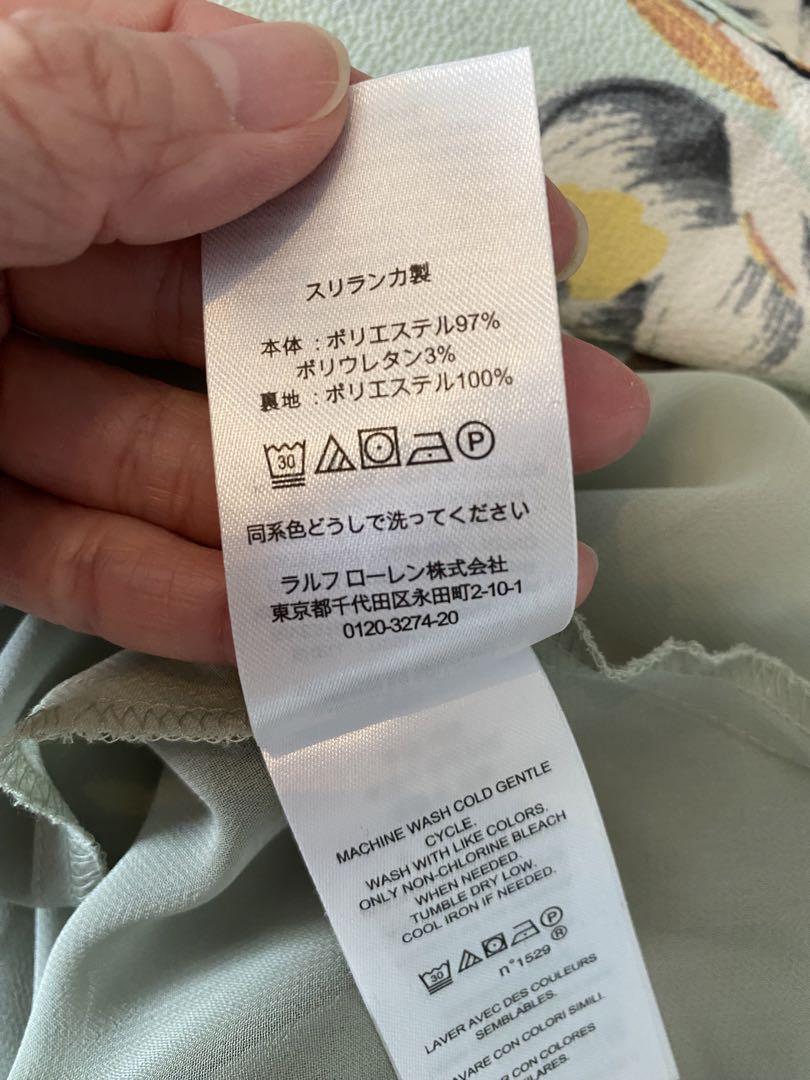 スリランカ製
本体 : ポリエステル97%
ポリウレタン3%
裏地 : ポリエステル100%
30 P
同系色どうしで洗ってください
ラルフ ローレン株式会社
東京都千代田区永田町2-10-1
0120-3274-20
MACHINE WASH COLD GENTLE
CYCLE.
WASH WITH LIKE COLORS.
ONLY NON-CHLORINE BLEACH
WHEN NEEDED.
TUMBLE DRY LOW.
COOL IRON IF NEEDED.
30 P
n°1529 ®
LAVER AVEC DES COULEURS
SEMBLABLES.
CON COLORI SIMILI.
CON COLORES